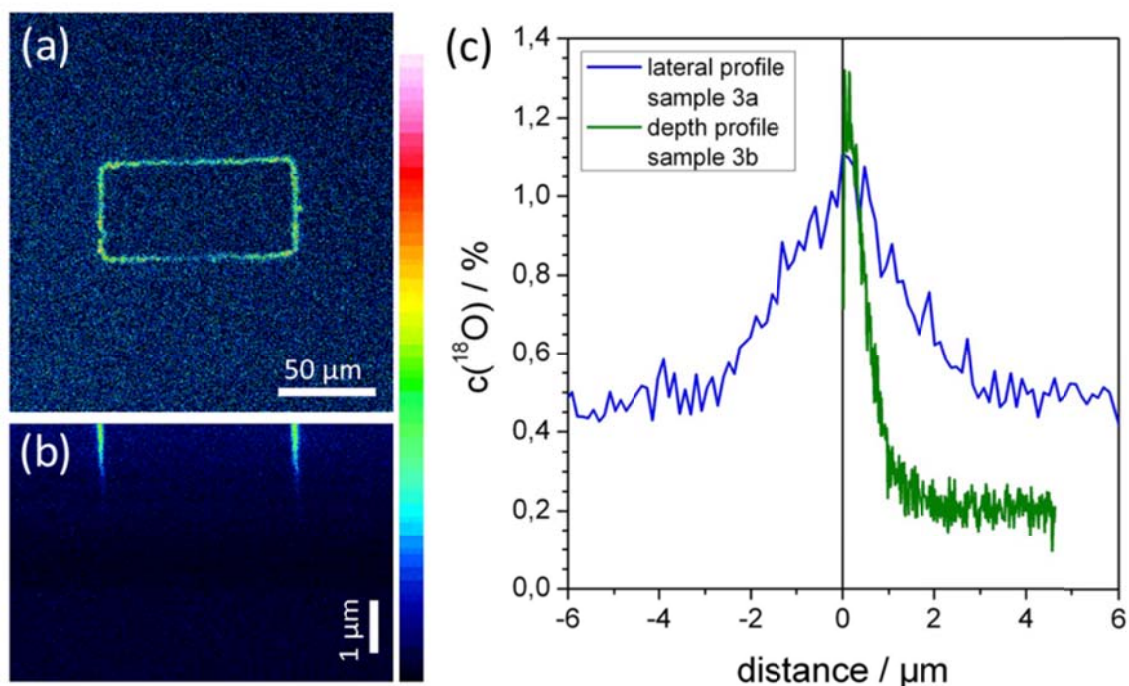 (a)
50 µm
(b)
1 µm
(c)
1,4
1,2
1,0
0,8
0,6
0,4
0,2
0,0
c(¹⁸O) / %
lateral profile
sample 3a
depth profile
sample 3b
-6 -4 -2 0 2 4 6
distance / µm